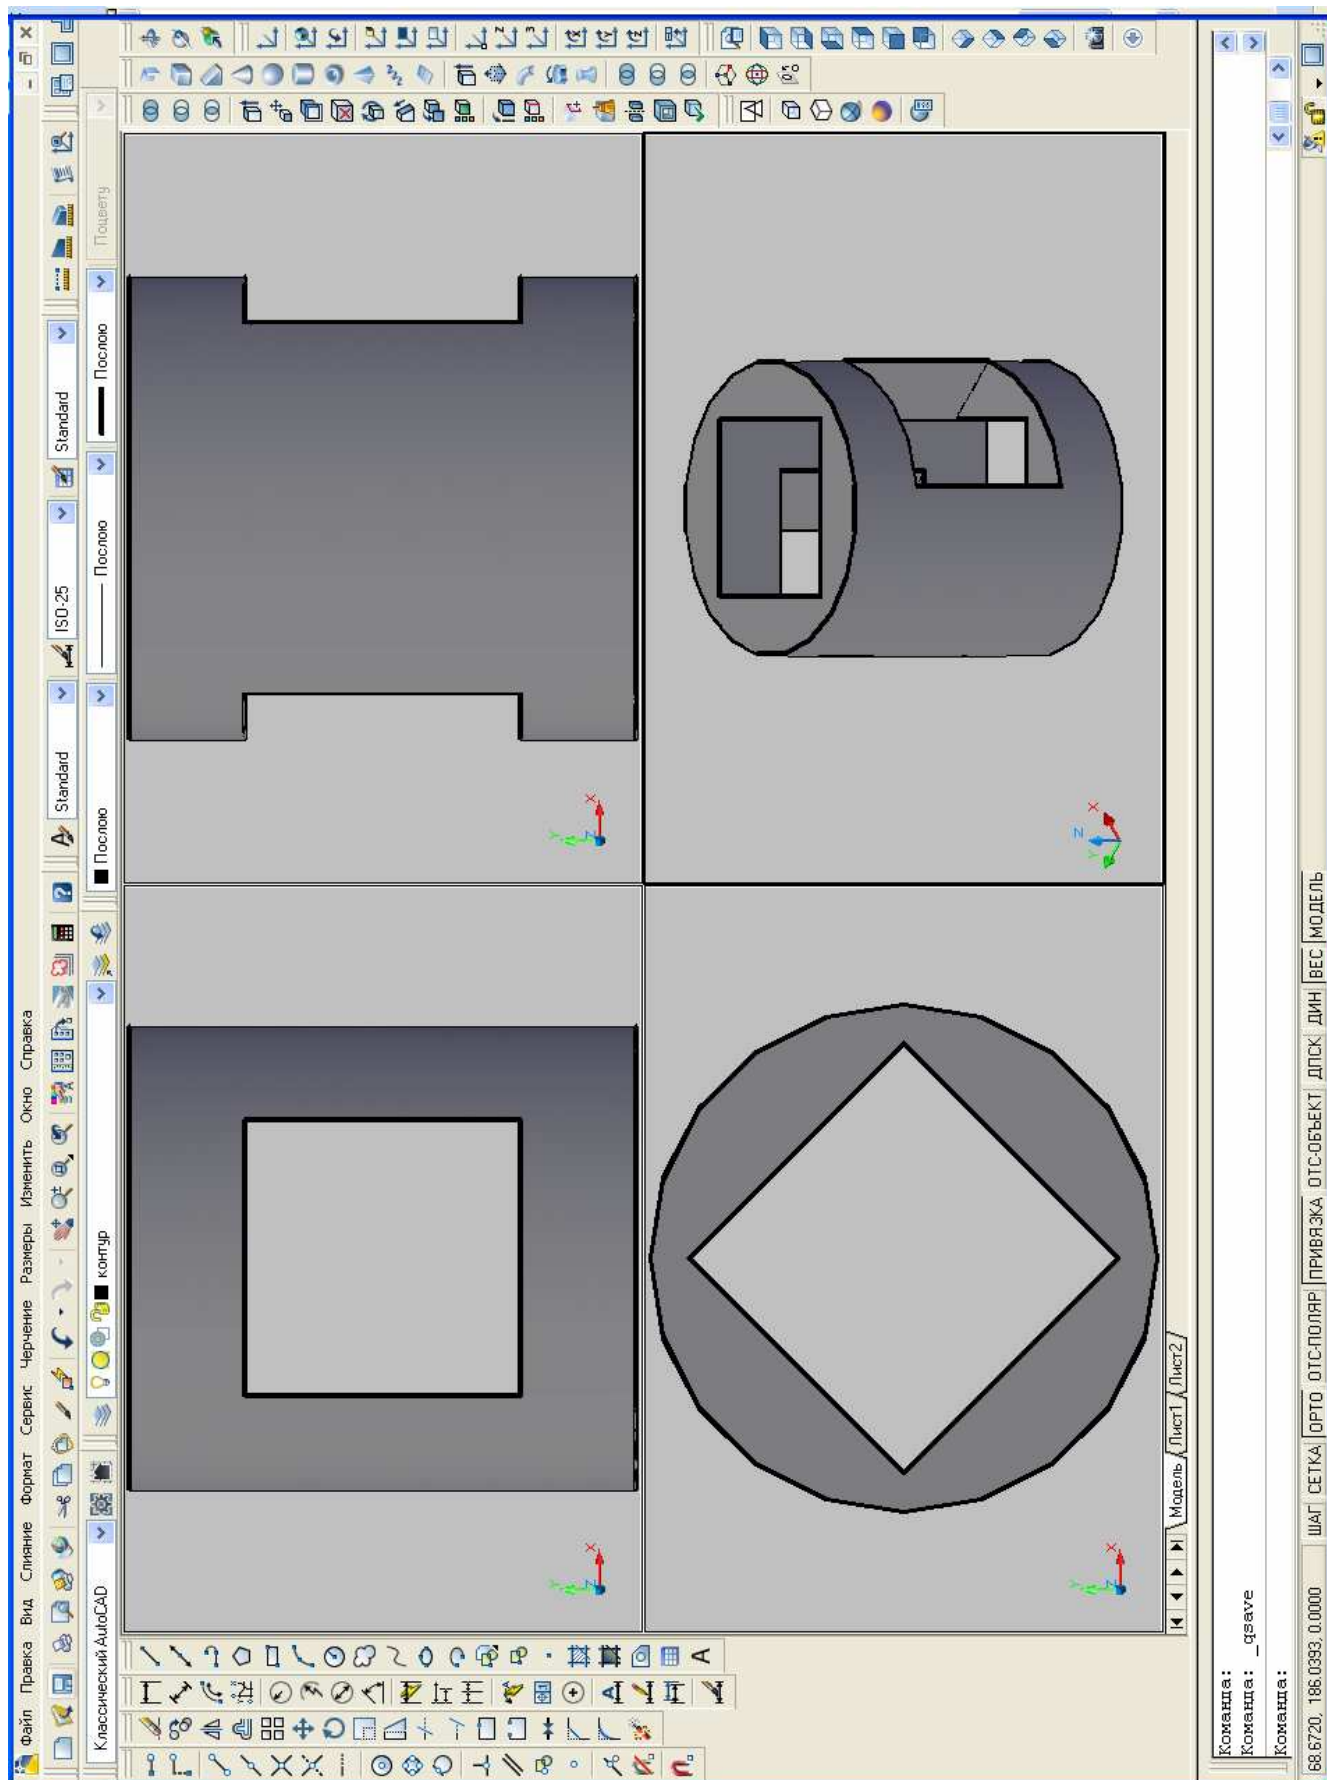 Файл Правка Вид Слияние Формат Сервис Черчение Размеры Изменить Окно Справка
Standard ISO-25 Standard
Классический AutoCAD контур Послою Послою Послою Поцвету
X Y Z
X Y Z
X Y Z
X Y Z
Модель Лист1 Лист2
Команда:
Команда: _qsave
Команда:
68.6720, 186.0393, 0.0000 ШАГ СЕТКА ОРТО ОТС-ПОЛЯР ПРИВЯЗКА ОТС-ОБЪЕКТ ДПСК ДИН ВЕС МОДЕЛЬ